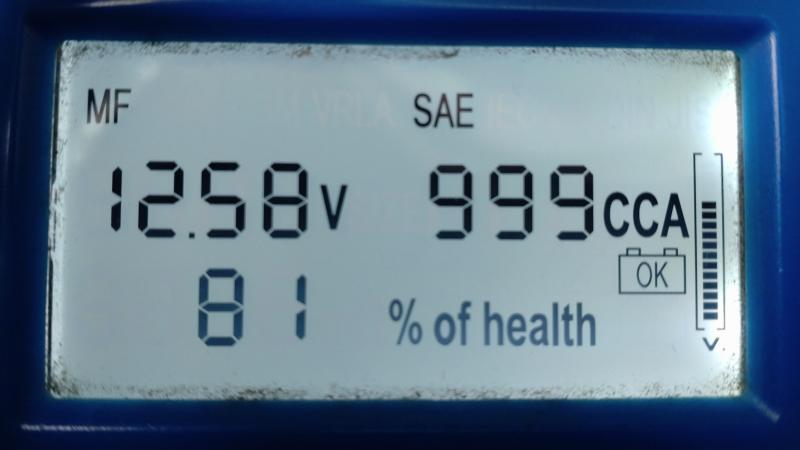 MF SAE
12.58V 999CCA
OK
81 % of health